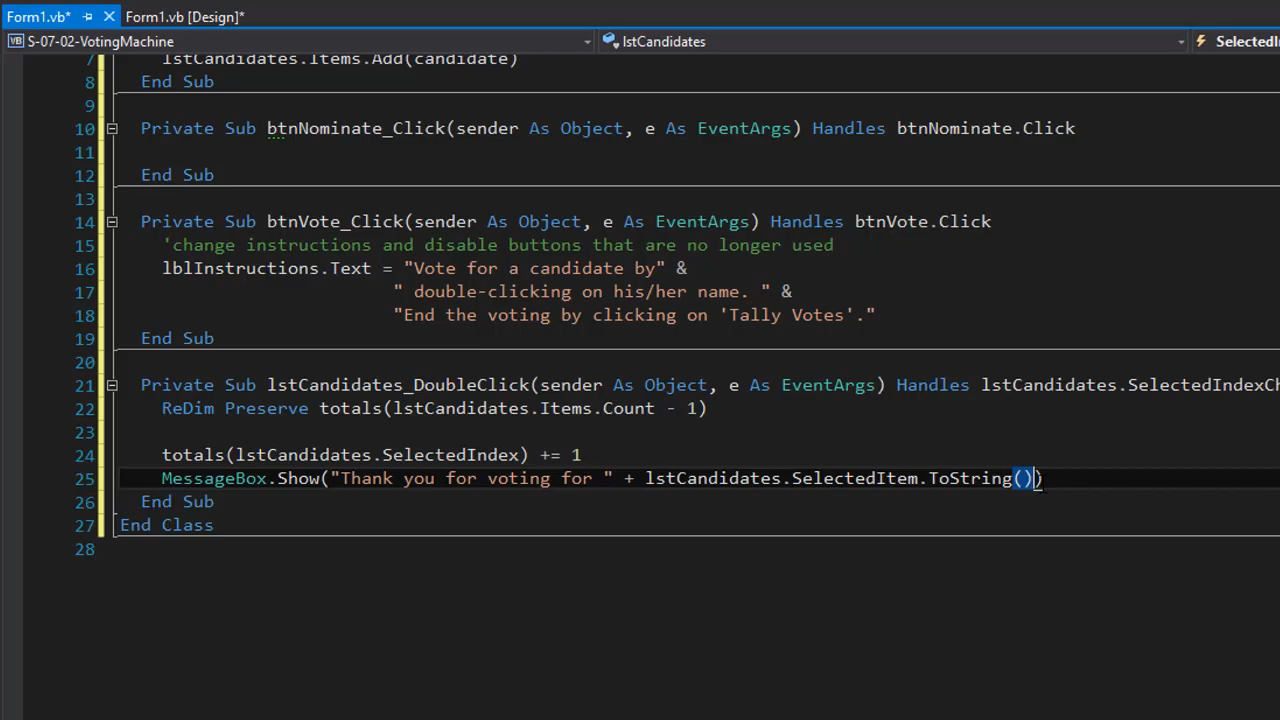 Form1.vb* Form1.vb [Design]*
VB S-07-02-VotingMachine lstCandidates SelectedIn
7 lstCandidates.Items.Add(candidate)
8 End Sub
9
10 Private Sub btnNominate_Click(sender As Object, e As EventArgs) Handles btnNominate.Click
11
12 End Sub
13
14 Private Sub btnVote_Click(sender As Object, e As EventArgs) Handles btnVote.Click
15 'change instructions and disable buttons that are no longer used
16 lblInstructions.Text = "Vote for a candidate by" &
17 " double-clicking on his/her name. " &
18 "End the voting by clicking on 'Tally Votes'."
19 End Sub
20
21 Private Sub lstCandidates_DoubleClick(sender As Object, e As EventArgs) Handles lstCandidates.SelectedIndexCh
22 ReDim Preserve totals(lstCandidates.Items.Count - 1)
23
24 totals(lstCandidates.SelectedIndex) += 1
25 MessageBox.Show("Thank you for voting for " + lstCandidates.SelectedItem.ToString())
26 End Sub
27 End Class
28